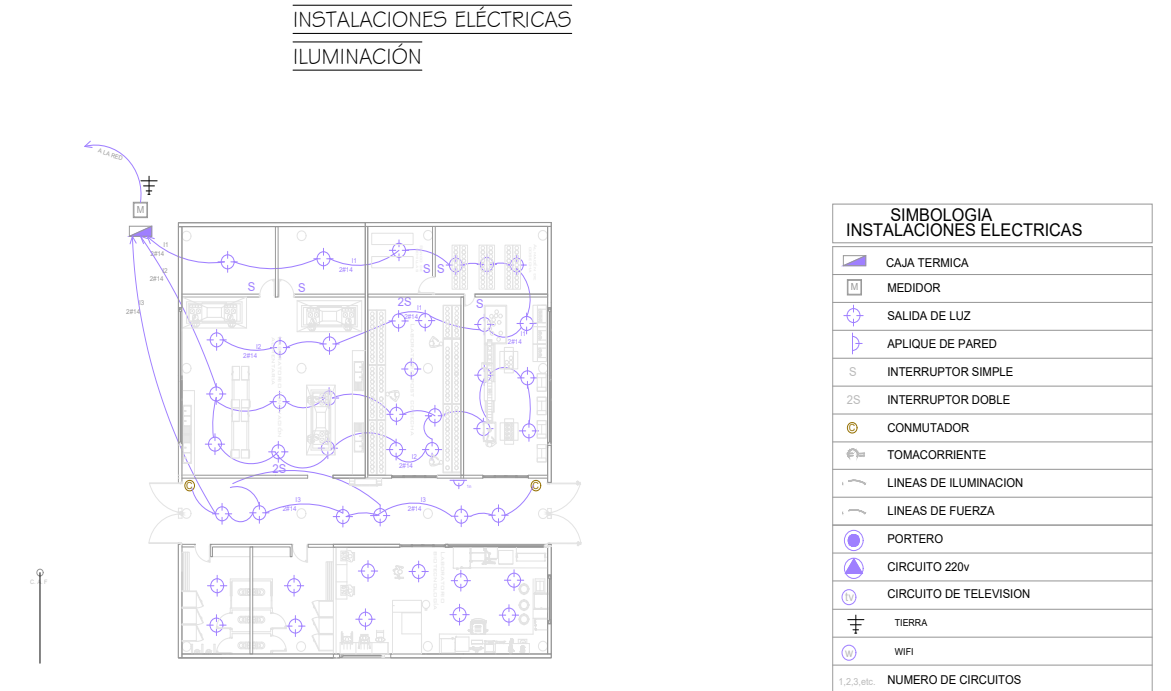 INSTALACIONES ELÉCTRICAS
ILUMINACIÓN
A LA RED
M
I1
2#14
I2
2#14
I3
2#14
I1
2#14
S
S
S S
2S
I1
2#14
S
I2
2#14
I2
2#14
2S
I3
2#14
I3
2#14
SIMBOLOGIA
INSTALACIONES ELECTRICAS
CAJA TERMICA
M MEDIDOR
SALIDA DE LUZ
APLIQUE DE PARED
S INTERRUPTOR SIMPLE
2S INTERRUPTOR DOBLE
C CONMUTADOR
TOMACORRIENTE
LINEAS DE ILUMINACION
LINEAS DE FUERZA
PORTERO
CIRCUITO 220v
tv CIRCUITO DE TELEVISION
TIERRA
W WIFI
1,2,3,etc. NUMERO DE CIRCUITOS